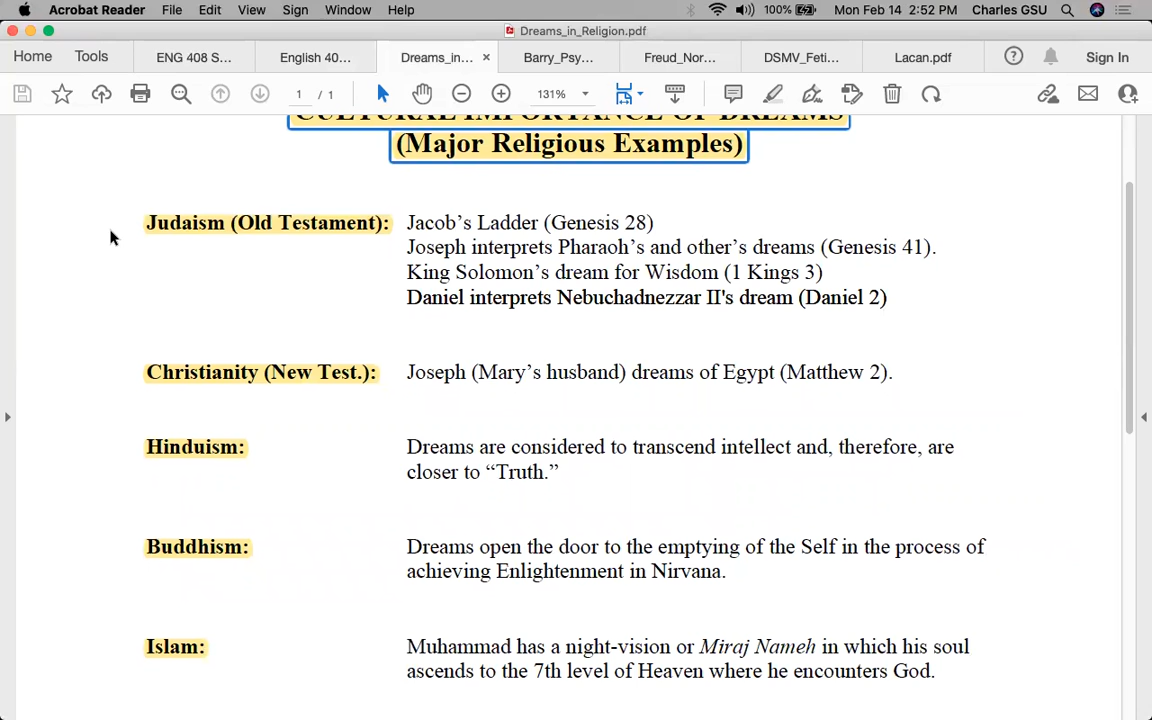 Acrobat Reader File Edit View Sign Window Help 100% Mon Feb 14 2:52 PM Charles GSU
Dreams_in_Religion.pdf
Home Tools ENG 408 S... English 40... Dreams_in... × Barry_Psy... Freud_Nor... DSMV_Feti... Lacan.pdf Sign In
1 / 1 131%
CULTURAL IMPORTANCE OF DREAMS
(Major Religious Examples)
Judaism (Old Testament): Jacob's Ladder (Genesis 28)
Joseph interprets Pharaoh's and other's dreams (Genesis 41).
King Solomon's dream for Wisdom (1 Kings 3)
Daniel interprets Nebuchadnezzar II's dream (Daniel 2)
Christianity (New Test.): Joseph (Mary's husband) dreams of Egypt (Matthew 2).
Hinduism: Dreams are considered to transcend intellect and, therefore, are
closer to “Truth.”
Buddhism: Dreams open the door to the emptying of the Self in the process of
achieving Enlightenment in Nirvana.
Islam: Muhammad has a night-vision or Miraj Nameh in which his soul
ascends to the 7th level of Heaven where he encounters God.